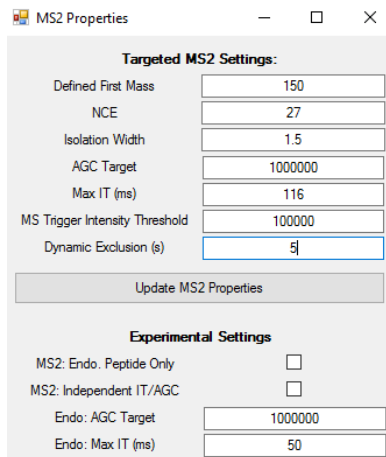 MS2 Properties
Targeted MS2 Settings:
Defined First Mass 150
NCE 27
Isolation Width 1.5
AGC Target 1000000
Max IT (ms) 116
MS Trigger Intensity Threshold 100000
Dynamic Exclusion (s) 5
Update MS2 Properties
Experimental Settings
MS2: Endo. Peptide Only
MS2: Independent IT/AGC
Endo: AGC Target 1000000
Endo: Max IT (ms) 50